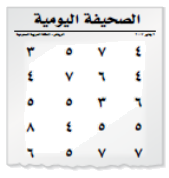 الصحيفة اليومية
٣ ٥ ٧ ٤
٤ ٧ ٦ ٤
٥ ٥ ٣ ٦
٨ ٤ ٥ ٥
٦ ٥ ٧ ٧